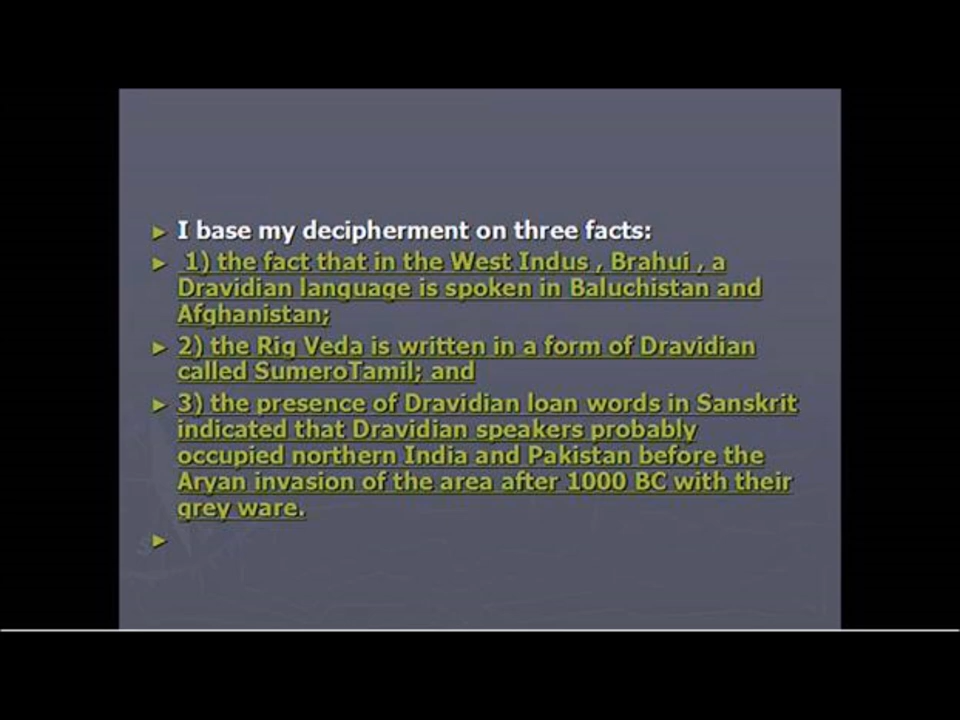 ► I base my decipherment on three facts:
► 1) the fact that in the West Indus , Brahui , a
Dravidian language is spoken in Baluchistan and
Afghanistan;
► 2) the Rig Veda is written in a form of Dravidian
called SumeroTamil; and
► 3) the presence of Dravidian loan words in Sanskrit
indicated that Dravidian speakers probably
occupied northern India and Pakistan before the
Aryan invasion of the area after 1000 BC with their
grey ware.
►